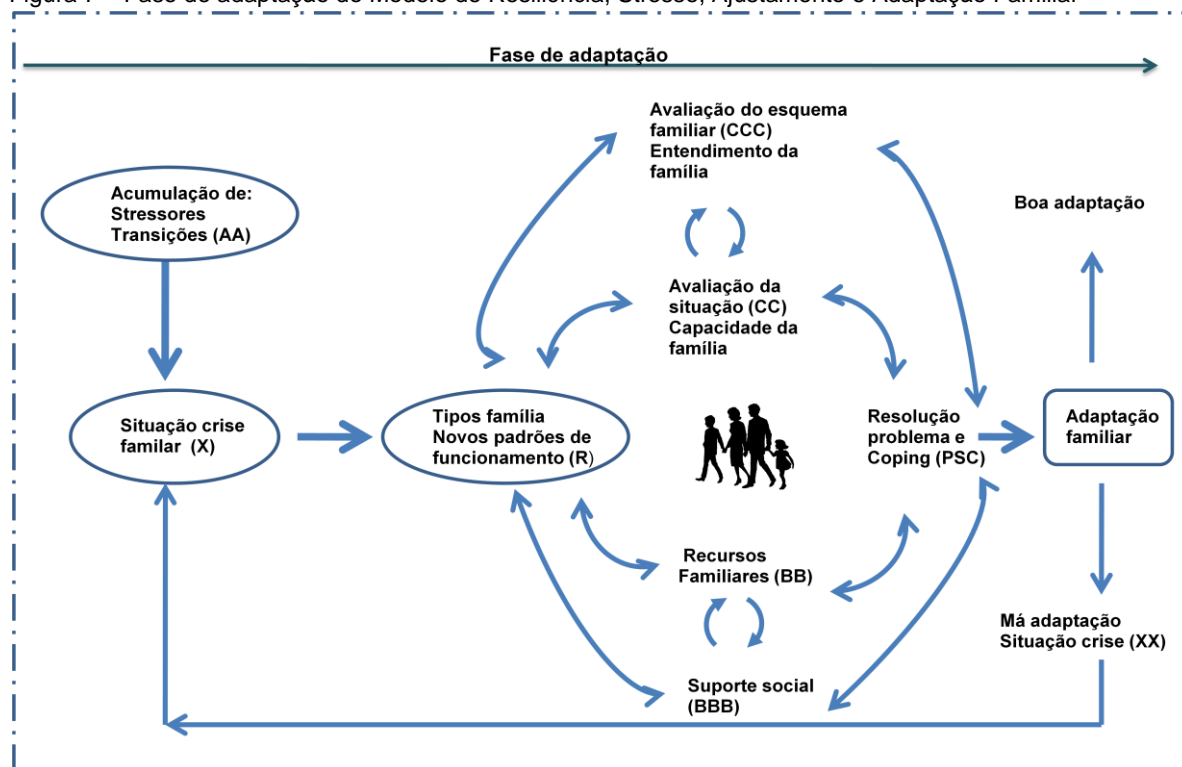 Fase de adaptação
Avaliação do esquema
familiar (CCC)
Entendimento da
família
Acumulação de:
Stressores
Transições (AA)
Boa adaptação
Avaliação da
situação (CC)
Capacidade da
família
Situação crise
familar (X)
Tipos família
Novos padrões de
funcionamento (R)
Resolução
problema e
Coping (PSC)
Adaptação
familiar
Recursos
Familiares (BB)
Má adaptação
Situação crise (XX)
Suporte social
(BBB)